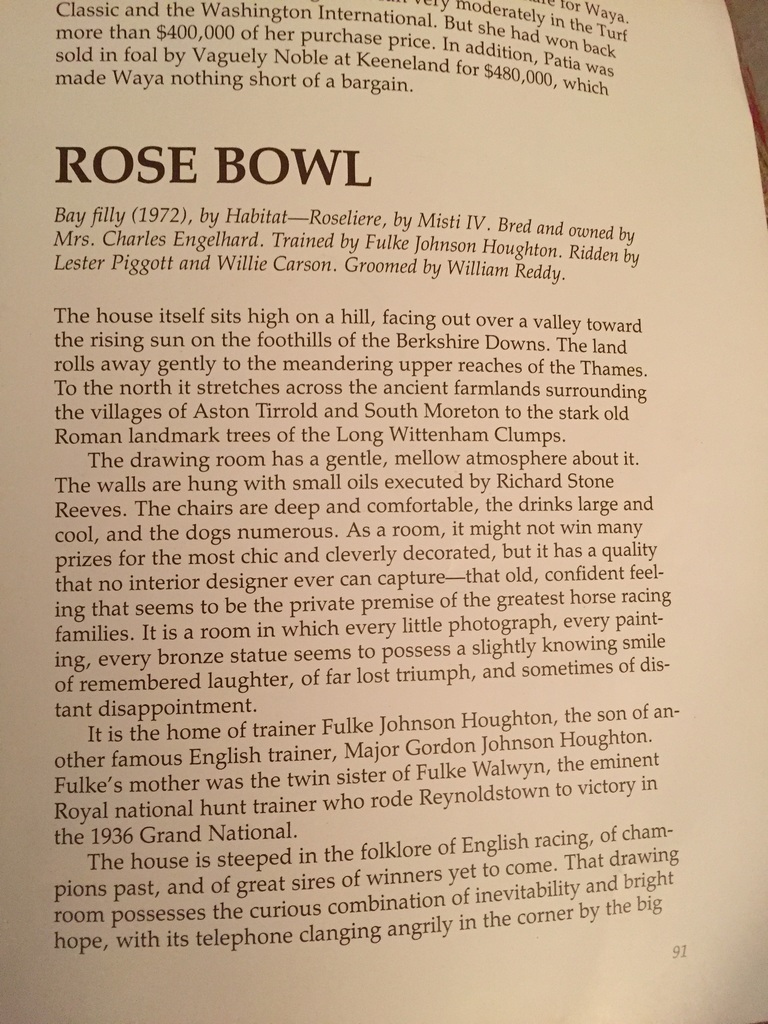 for Waya.
Classic and the Washington International. But she had won back
very moderately in the Turf
more than $400,000 of her purchase price. In addition, Patia was
sold in foal by Vaguely Noble at Keeneland for $480,000, which
made Waya nothing short of a bargain.
ROSE BOWL
Bay filly (1972), by Habitat—Roseliere, by Misti IV. Bred and owned by
Mrs. Charles Engelhard. Trained by Fulke Johnson Houghton. Ridden by
Lester Piggott and Willie Carson. Groomed by William Reddy.
The house itself sits high on a hill, facing out over a valley toward
the rising sun on the foothills of the Berkshire Downs. The land
rolls away gently to the meandering upper reaches of the Thames.
To the north it stretches across the ancient farmlands surrounding
the villages of Aston Tirrold and South Moreton to the stark old
Roman landmark trees of the Long Wittenham Clumps.
The drawing room has a gentle, mellow atmosphere about it.
The walls are hung with small oils executed by Richard Stone
Reeves. The chairs are deep and comfortable, the drinks large and
cool, and the dogs numerous. As a room, it might not win many
prizes for the most chic and cleverly decorated, but it has a quality
that no interior designer ever can capture—that old, confident feel-
ing that seems to be the private premise of the greatest horse racing
families. It is a room in which every little photograph, every paint-
ing, every bronze statue seems to possess a slightly knowing smile
of remembered laughter, of far lost triumph, and sometimes of dis-
tant disappointment.
It is the home of trainer Fulke Johnson Houghton, the son of an-
other famous English trainer, Major Gordon Johnson Houghton.
Fulke's mother was the twin sister of Fulke Walwyn, the eminent
Royal national hunt trainer who rode Reynoldstown to victory in
the 1936 Grand National.
The house is steeped in the folklore of English racing, of cham-
pions past, and of great sires of winners yet to come. That drawing
room possesses the curious combination of inevitability and bright
hope, with its telephone clanging angrily in the corner by the big
91